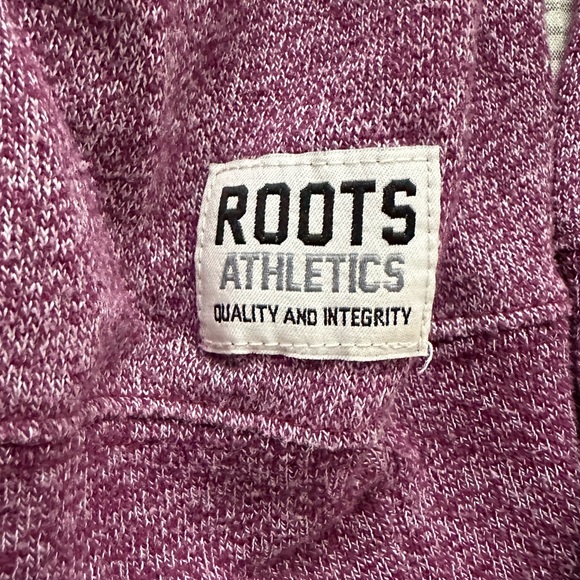 ROOTS
ATHLETICS
QUALITY AND INTEGRITY